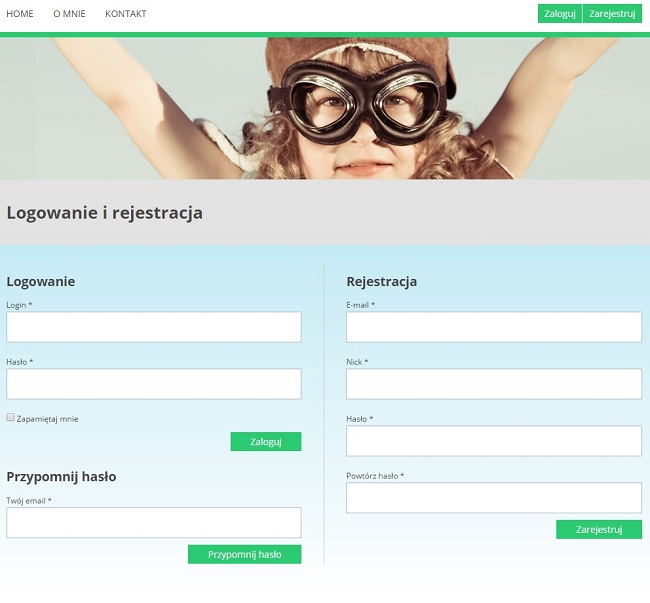 HOME O MNIE KONTAKT Zaloguj Zarejestruj
Logowanie i rejestracja
Logowanie
Login *
Hasło *
Zapamiętaj mnie
Zaloguj
Przypomnij hasło
Twój email *
Przypomnij hasło
Rejestracja
E-mail *
Nick *
Hasło *
Powtórz hasło *
Zarejestruj